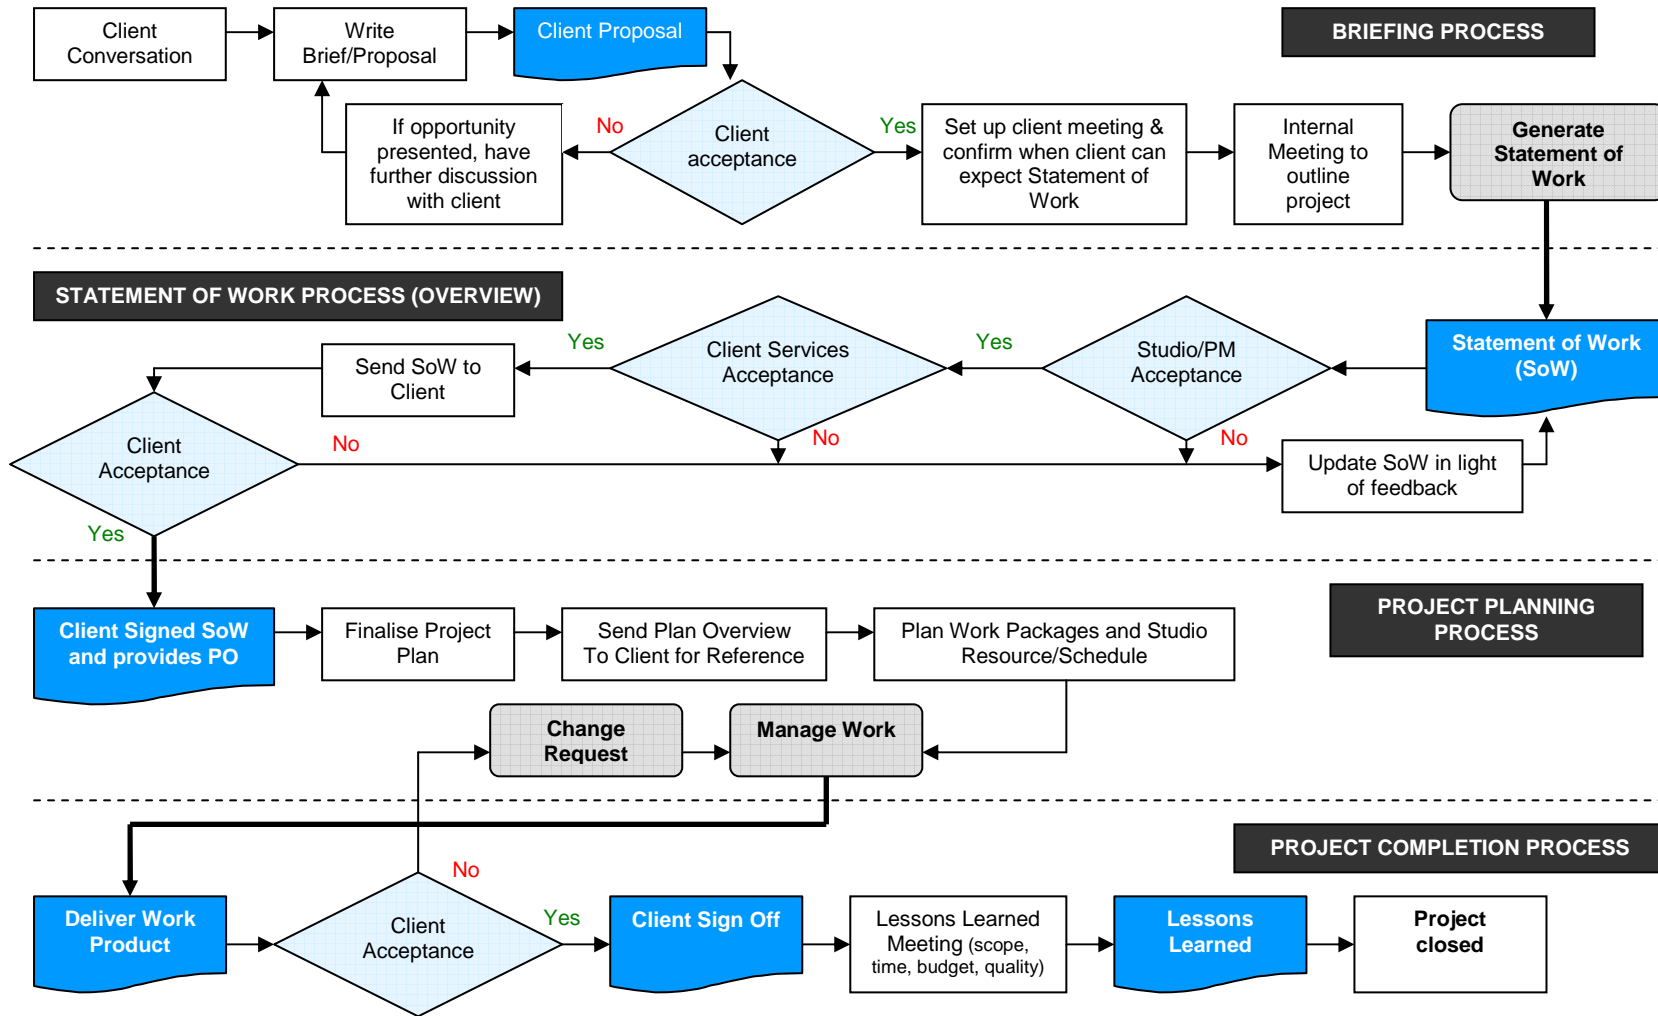 Client
Conversation
Write
Brief/Proposal
Client Proposal
BRIEFING PROCESS
If opportunity
presented, have
further discussion
with client
No
Client
acceptance
Yes
Set up client meeting &
confirm when client can
expect Statement of
Work
Internal
Meeting to
outline
project
Generate
Statement of
Work
STATEMENT OF WORK PROCESS (OVERVIEW)
Send SoW to
Client
Yes
Client Services
Acceptance
Yes
Studio/PM
Acceptance
Statement of Work
(SoW)
Client
Acceptance
No
No
No
Update SoW in light
of feedback
Yes
Client Signed SoW
and provides PO
Finalise Project
Plan
Send Plan Overview
To Client for Reference
Plan Work Packages and Studio
Resource/Schedule
PROJECT PLANNING
PROCESS
Change
Request
Manage Work
PROJECT COMPLETION PROCESS
No
Deliver Work
Product
Client
Acceptance
Yes
Client Sign Off
Lessons Learned
Meeting (scope,
time, budget, quality)
Lessons
Learned
Project
closed